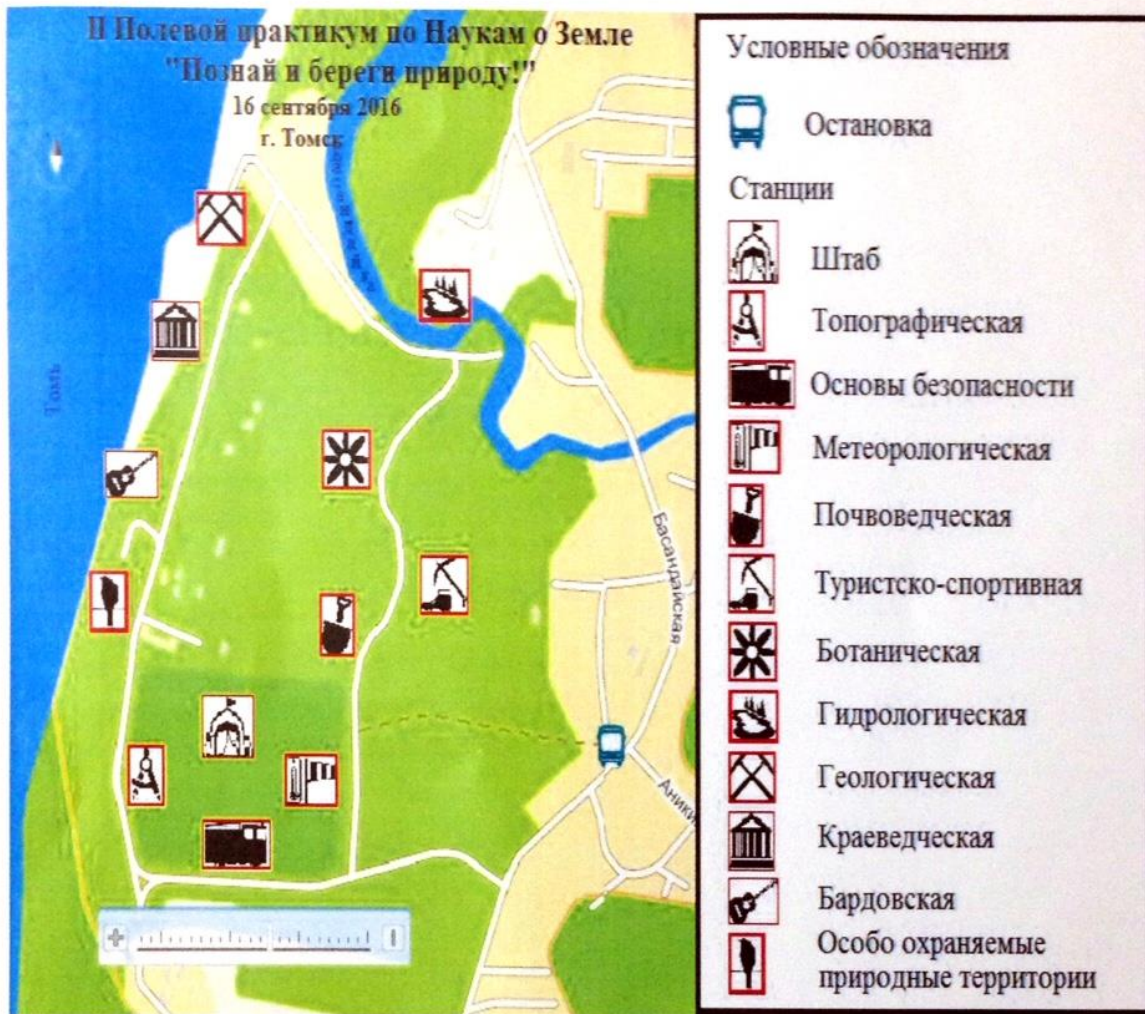 II Полевой практикум по Наукам о Земле
"Познай и береги природу!"
16 сентября 2016
г. Томск
Томь
Басандайская
Аники
Условные обозначения
Остановка
Станции
Штаб
Топографическая
Основы безопасности
Метеорологическая
Почвоведческая
Туристско-спортивная
Ботаническая
Гидрологическая
Геологическая
Краеведческая
Бардовская
Особо охраняемые
природные территории